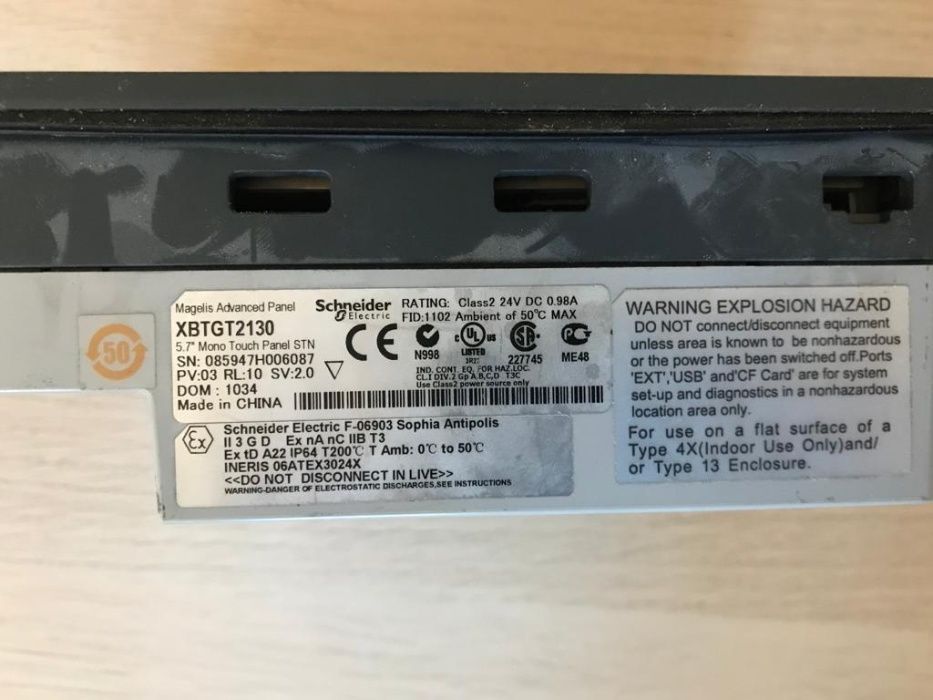 50
Magelis Advanced Panel
XBTGT2130
5.7" Mono Touch Panel STN
SN: 085947H006087
PV:03 RL:10 SV:2.0
DOM : 1034
Made in CHINA
Schneider
Electric
RATING: Class2 24V DC 0.98A
FID:1102 Ambient of 50°C MAX
CE
N998
c UL us
LISTED
227745
ME48
IND. CONT. EQ. FOR HAZ.LOC.
CL I DIV.2 Gp A,B,C,D T3C
Use Class2 power source only
Ex
Schneider Electric F-06903 Sophia Antipolis
II 3 G D Ex nA nC IIB T3
Ex tD A22 IP64 T200°C T Amb: 0°C to 50°C
INERIS 06ATEX3024X
<<DO NOT DISCONNECT IN LIVE>>
WARNING-DANGER OF ELECTROSTATIC DISCHARGES,SEE INSTRUCTIONS
WARNING EXPLOSION HAZARD
DO NOT connect/disconnect equipment
unless area is known to be nonhazardous
or the power has been switched off.Ports
'EXT','USB' and'CF Card' are for system
set-up and diagnostics in a nonhazardous
location area only.
For use on a flat surface of a
Type 4X(Indoor Use Only)and/
or Type 13 Enclosure.